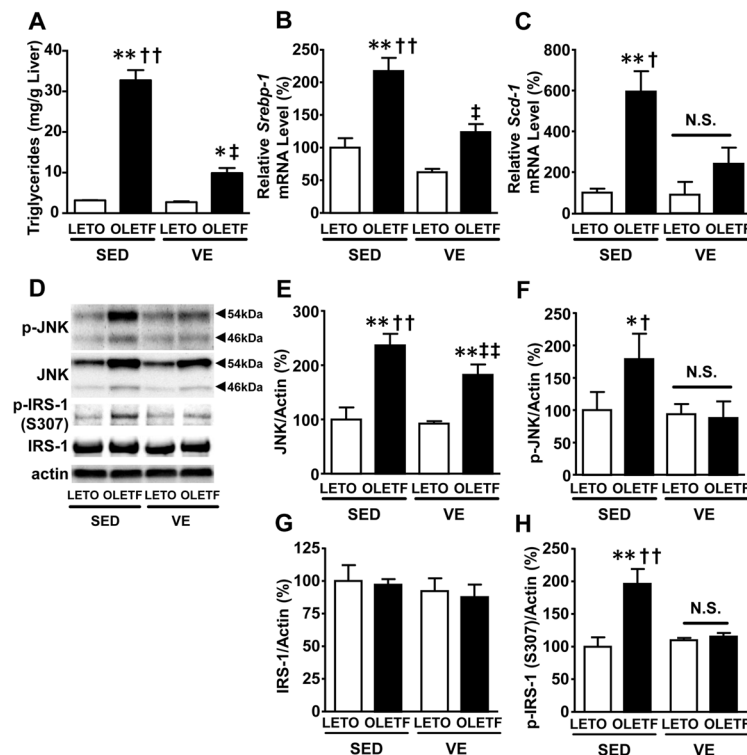 A
Triglycerides (mg/g Liver)
40
30
20
10
0
**††
*‡
LETO OLETF LETO OLETF
SED VE
B
Relative Srebp-1
mRNA Level (%)
250
200
150
100
50
0
**††
‡
LETO OLETF LETO OLETF
SED VE
C
Relative Scd-1
mRNA Level (%)
800
600
400
200
0
**†
N.S.
LETO OLETF LETO OLETF
SED VE
D
p-JNK
54kDa
46kDa
JNK
54kDa
46kDa
p-IRS-1
(S307)
IRS-1
actin
LETO OLETF LETO OLETF
SED VE
E
JNK/Actin (%)
300
200
100
0
**††
**‡‡
LETO OLETF LETO OLETF
SED VE
F
p-JNK/Actin (%)
250
200
150
100
50
0
*†
N.S.
LETO OLETF LETO OLETF
SED VE
G
IRS-1/Actin (%)
125
100
75
50
25
0
LETO OLETF LETO OLETF
SED VE
H
p-IRS-1 (S307)/Actin (%)
250
200
150
100
50
0
**††
N.S.
LETO OLETF LETO OLETF
SED VE